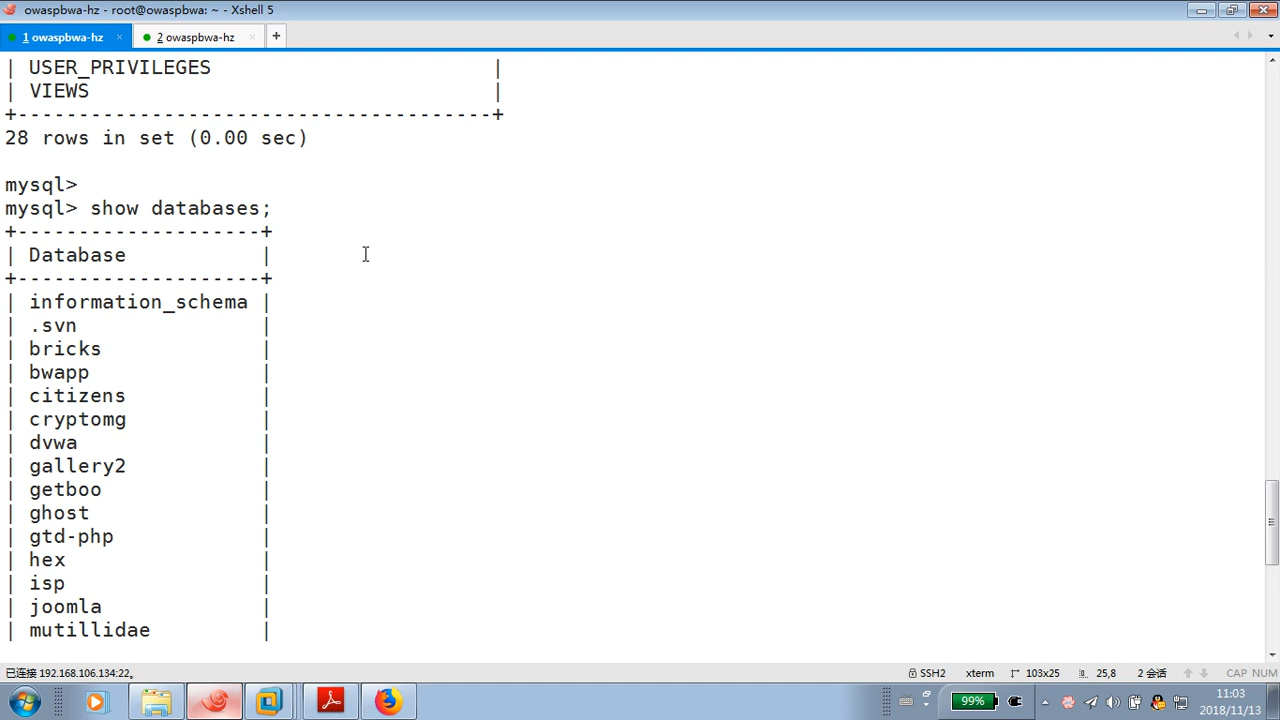 owaspbwa-hz - root@owaspbwa: ~ - Xshell 5
1 owaspbwa-hz × 2 owaspbwa-hz × +
| USER_PRIVILEGES                       |
| VIEWS                                 |
+---------------------------------------+
28 rows in set (0.00 sec)
mysql>
mysql> show databases;
+--------------------+
| Database           |
+--------------------+
| information_schema |
| .svn               |
| bricks             |
| bwapp              |
| citizens           |
| cryptomg           |
| dvwa               |
| gallery2           |
| getboo             |
| ghost              |
| gtd-php            |
| hex                |
| isp                |
| joomla             |
| mutillidae         |
已连接 192.168.106.134:22。 SSH2 xterm 103x25 25,8 2 会话 CAP NUM
99% 11:03
2018/11/13